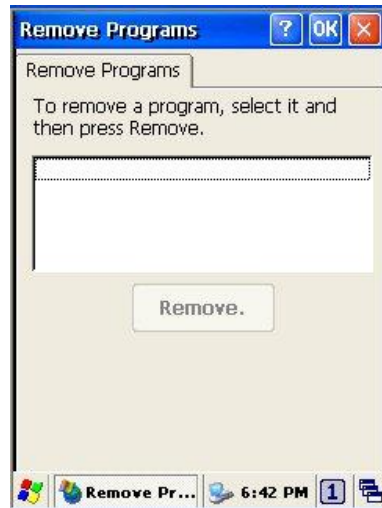 Remove Programs ? OK X
Remove Programs
To remove a program, select it and
then press Remove.
Remove.
Remove Pr... 6:42 PM 1